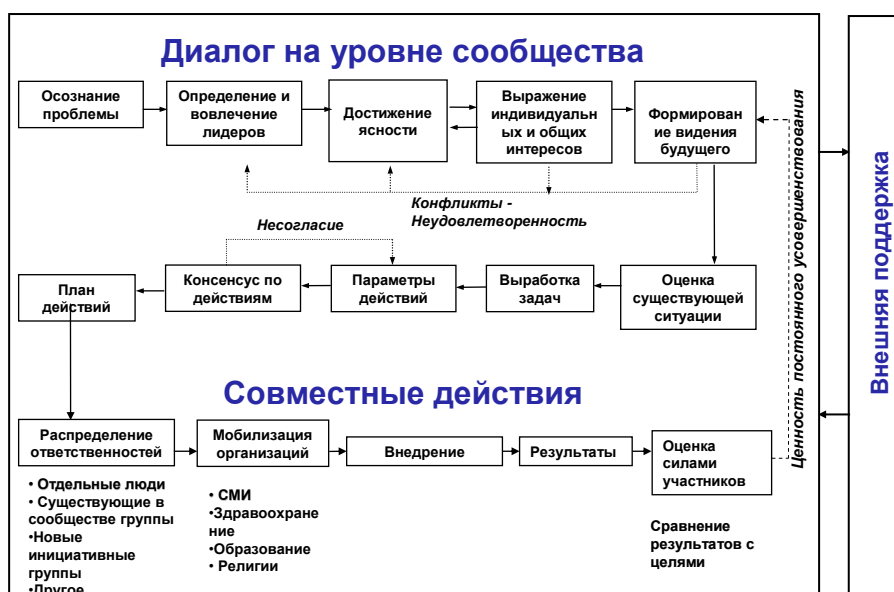 Диалог на уровне сообщества
Осознание
проблемы
Определение и
вовлечение
лидеров
Достижение
ясности
Выражение
индивидуальн
ых и общих
интересов
Формирован
ие видения
будущего
Конфликты -
Неудовлетворенность
Несогласие
План
действий
Консенсус по
действиям
Параметры
действий
Выработка
задач
Оценка
существующей
ситуации
Совместные действия
Распределение
ответственностей
Мобилизация
организаций
Внедрение
Результаты
Оценка
силами
участников
• Отдельные люди
• Существующие в
сообществе группы
•Новые
инициативные
группы
•Другое
• СМИ
•Здравоохране
ние
•Образование
• Религии
Сравнение
результатов с
целями
Ценность постоянного усовершенствования
Внешняя поддержка